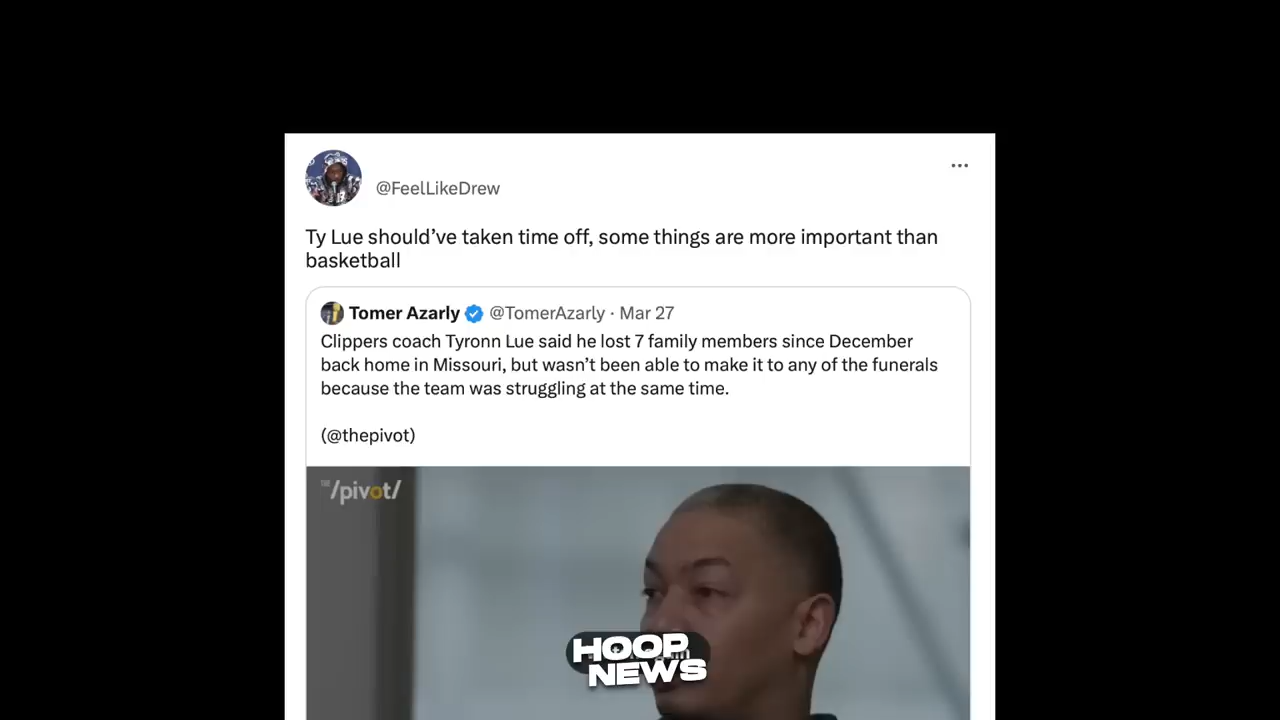 @FeelLikeDrew
Ty Lue should've taken time off, some things are more important than
basketball
Tomer Azarly @TomerAzarly · Mar 27
Clippers coach Tyronn Lue said he lost 7 family members since December
back home in Missouri, but wasn't been able to make it to any of the funerals
because the team was struggling at the same time.
(@thepivot)
THE /pivot/
HOOP
NEWS